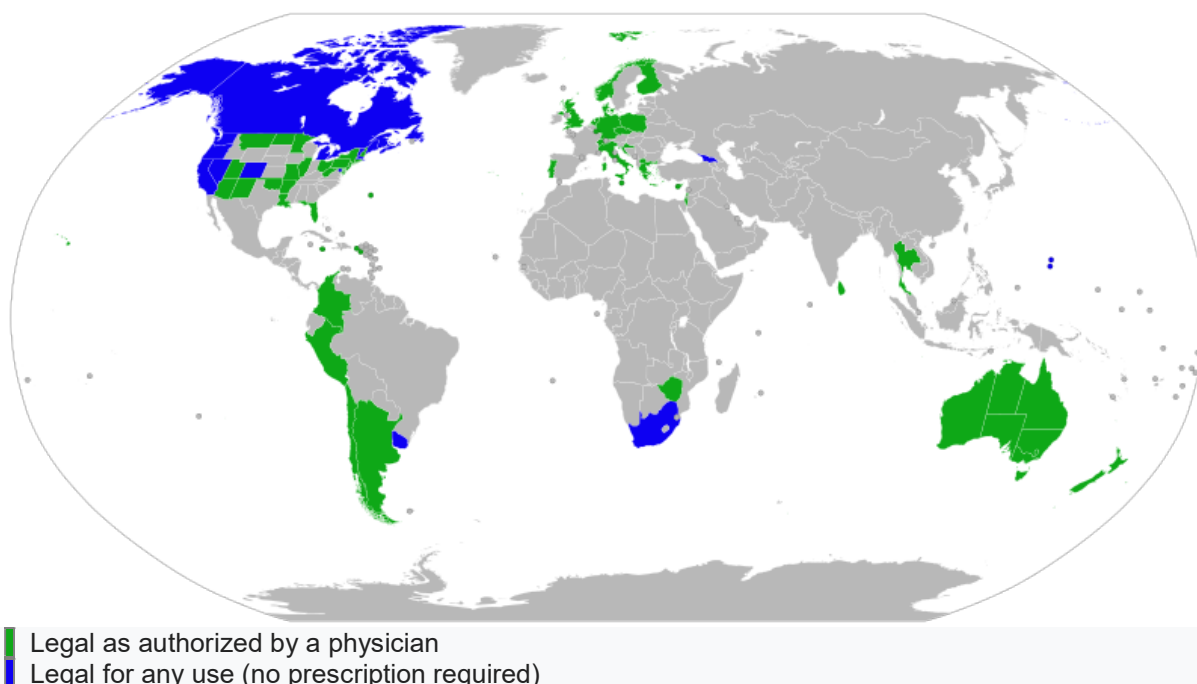 Legal as authorized by a physician
Legal for any use (no prescription required)